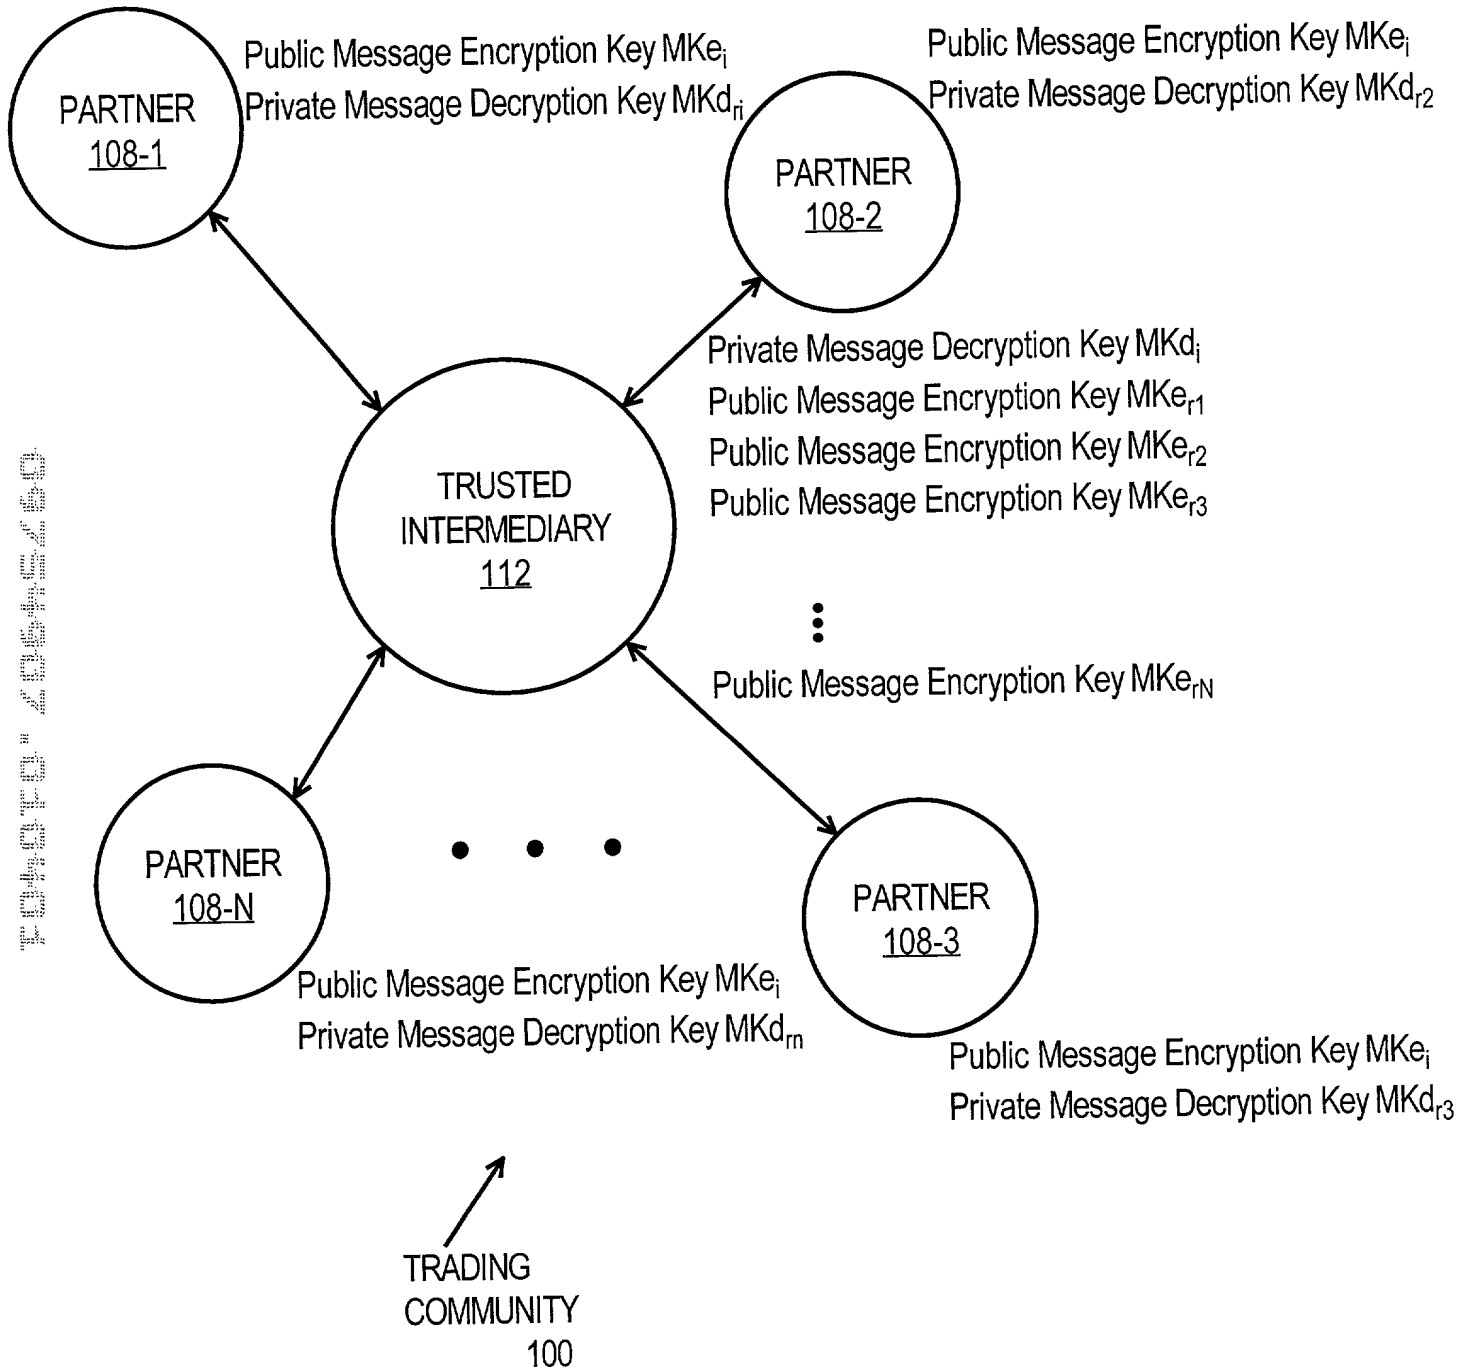 Public Message Encryption Key MKei
Private Message Decryption Key MKdri
PARTNER
108-1
Public Message Encryption Key MKei
Private Message Decryption Key MKdr2
PARTNER
108-2
Private Message Decryption Key MKdi
Public Message Encryption Key MKer1
Public Message Encryption Key MKer2
Public Message Encryption Key MKer3
TRUSTED
INTERMEDIARY
112
Public Message Encryption Key MKerN
PARTNER
108-N
Public Message Encryption Key MKei
Private Message Decryption Key MKdrn
PARTNER
108-3
Public Message Encryption Key MKei
Private Message Decryption Key MKdr3
TRADING
COMMUNITY
100